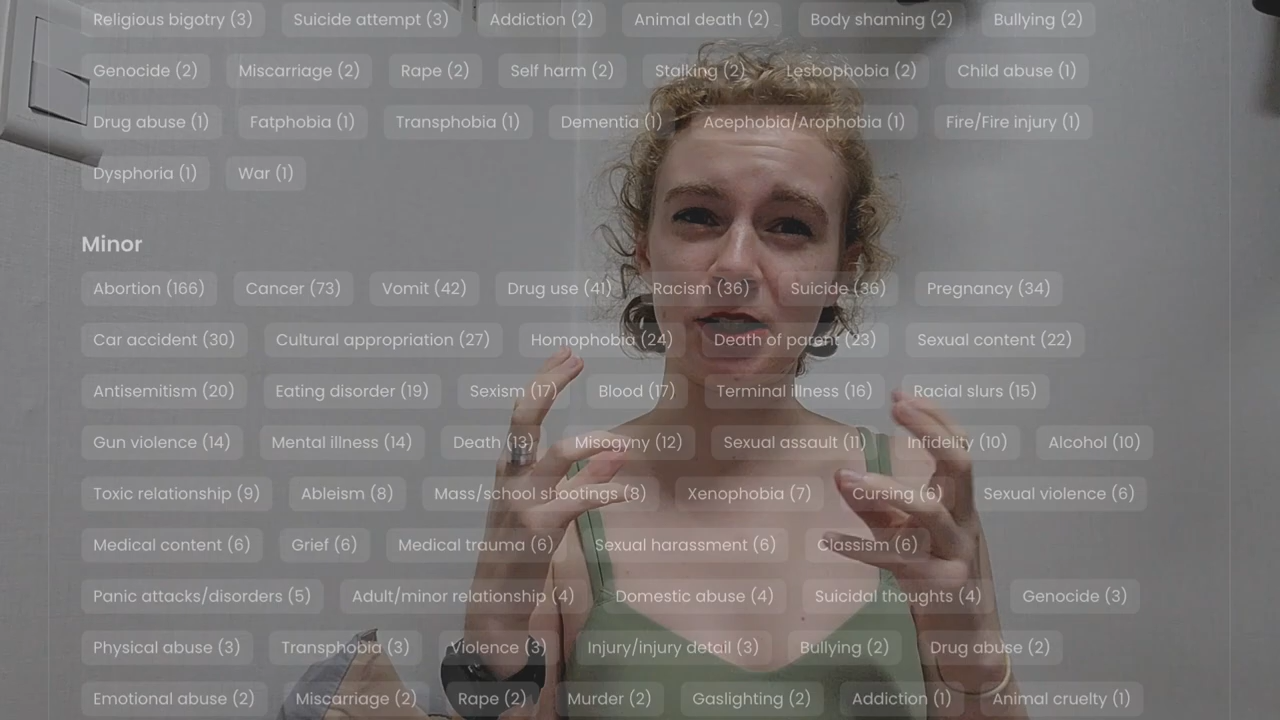 Religious bigotry (3) Suicide attempt (3) Addiction (2) Animal death (2) Body shaming (2) Bullying (2)
Genocide (2) Miscarriage (2) Rape (2) Self harm (2) Stalking (2) Lesbophobia (2) Child abuse (1)
Drug abuse (1) Fatphobia (1) Transphobia (1) Dementia (1) Acephobia/Arophobia (1) Fire/Fire injury (1)
Dysphoria (1) War (1)
Minor
Abortion (166) Cancer (73) Vomit (42) Drug use (41) Racism (36) Suicide (36) Pregnancy (34)
Car accident (30) Cultural appropriation (27) Homophobia (24) Death of parent (23) Sexual content (22)
Antisemitism (20) Eating disorder (19) Sexism (17) Blood (17) Terminal illness (16) Racial slurs (15)
Gun violence (14) Mental illness (14) Death (13) Misogyny (12) Sexual assault (11) Infidelity (10) Alcohol (10)
Toxic relationship (9) Ableism (8) Mass/school shootings (8) Xenophobia (7) Cursing (6) Sexual violence (6)
Medical content (6) Grief (6) Medical trauma (6) Sexual harassment (6) Classism (6)
Panic attacks/disorders (5) Adult/minor relationship (4) Domestic abuse (4) Suicidal thoughts (4) Genocide (3)
Physical abuse (3) Transphobia (3) Violence (3) Injury/injury detail (3) Bullying (2) Drug abuse (2)
Emotional abuse (2) Miscarriage (2) Rape (2) Murder (2) Gaslighting (2) Addiction (1) Animal cruelty (1)